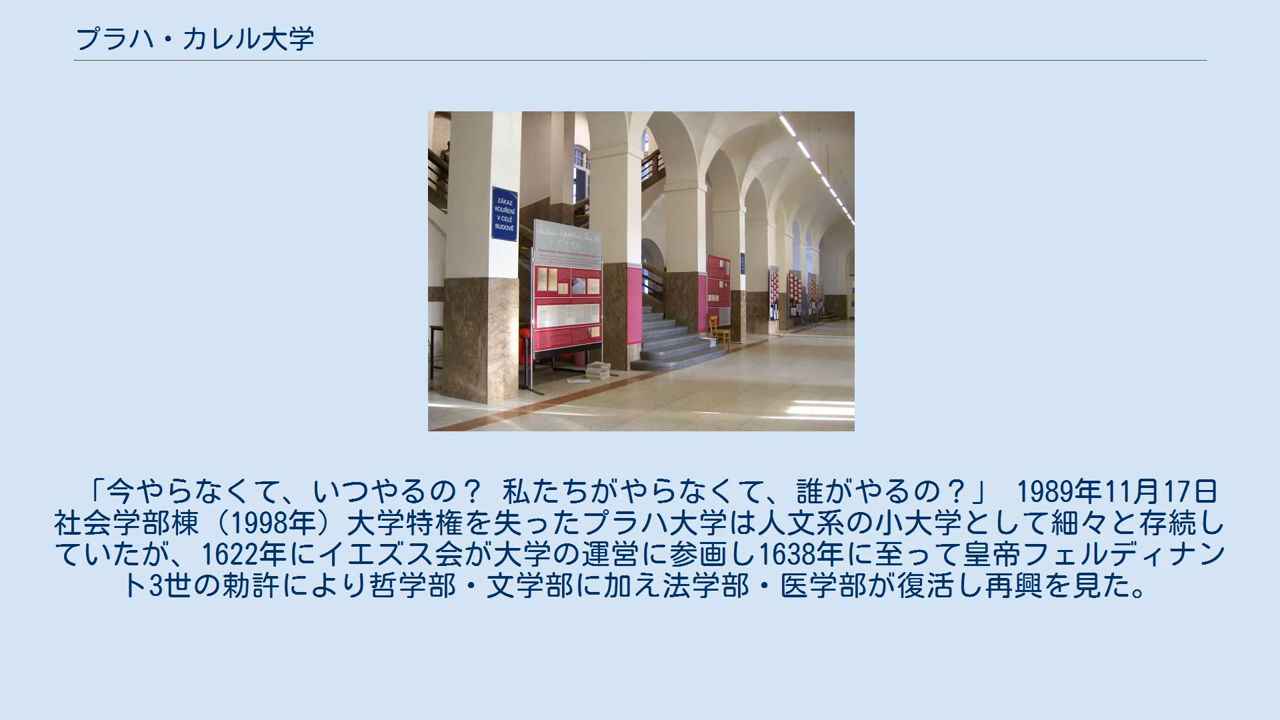 プラハ・カレル大学
ZÁKAZ
KOUŘENÍ
V CELÉ
BUDOVĚ
「今やらなくて、いつやるの？ 私たちがやらなくて、誰がやるの？」 1989年11月17日
社会学部棟（1998年）大学特権を失ったプラハ大学は人文系の小大学として細々と存続し
ていたが、1622年にイエズス会が大学の運営に参画し1638年に至って皇帝フェルディナン
ト3世の勅許により哲学部・文学部に加え法学部・医学部が復活し再興を見た。